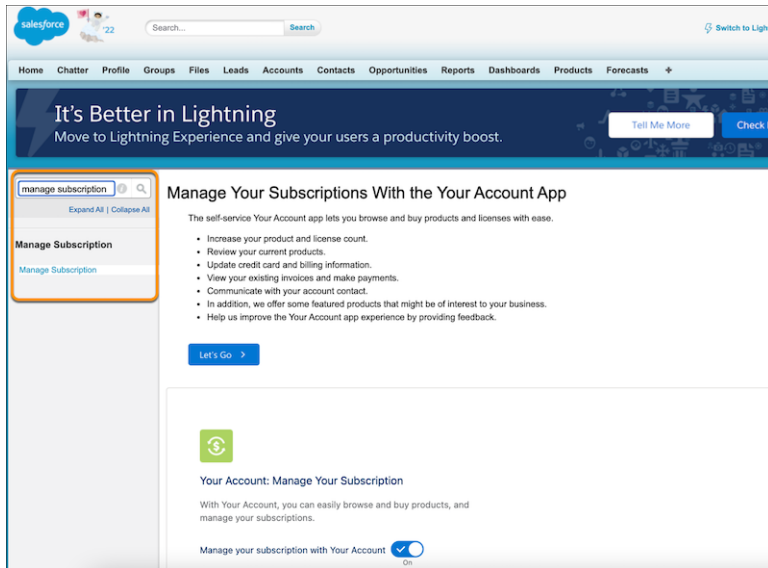 salesforce
'22
Search...
Search
Switch to Ligh
Home Chatter Profile Groups Files Leads Accounts Contacts Opportunities Reports Dashboards Products Forecasts +
It's Better in Lightning
Move to Lightning Experience and give your users a productivity boost.
Tell Me More
Check
manage subscription
Expand All | Collapse All
Manage Subscription
Manage Subscription
Manage Your Subscriptions With the Your Account App
The self-service Your Account app lets you browse and buy products and licenses with ease.
• Increase your product and license count.
• Review your current products.
• Update credit card and billing information.
• View your existing invoices and make payments.
• Communicate with your account contact.
• In addition, we offer some featured products that might be of interest to your business.
• Help us improve the Your Account app experience by providing feedback.
Let's Go >
Your Account: Manage Your Subscription
With Your Account, you can easily browse and buy products, and
manage your subscriptions.
Manage your subscription with Your Account
On